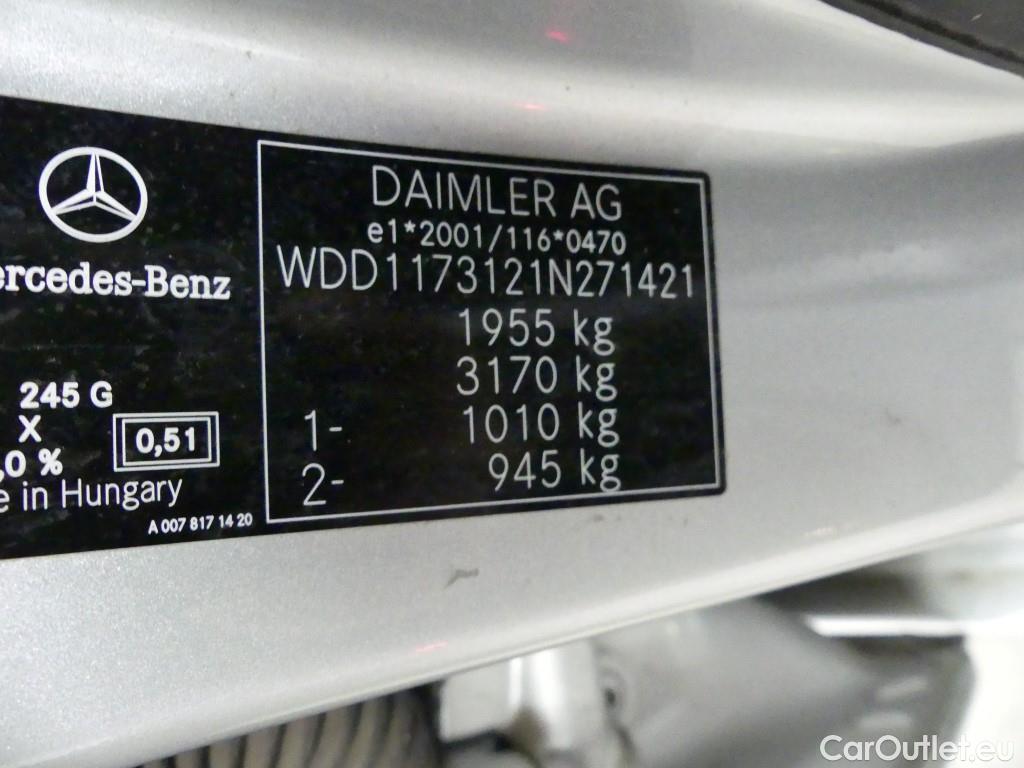 DAIMLER AG
e1*2001/116*0470
WDD1173121N271421
1955 kg
3170 kg
1- 1010 kg
2- 945 kg
ercedes-Benz
245 G
X
,0 %
0,51
e in Hungary
A 007 817 14 20
CarOutlet.eu